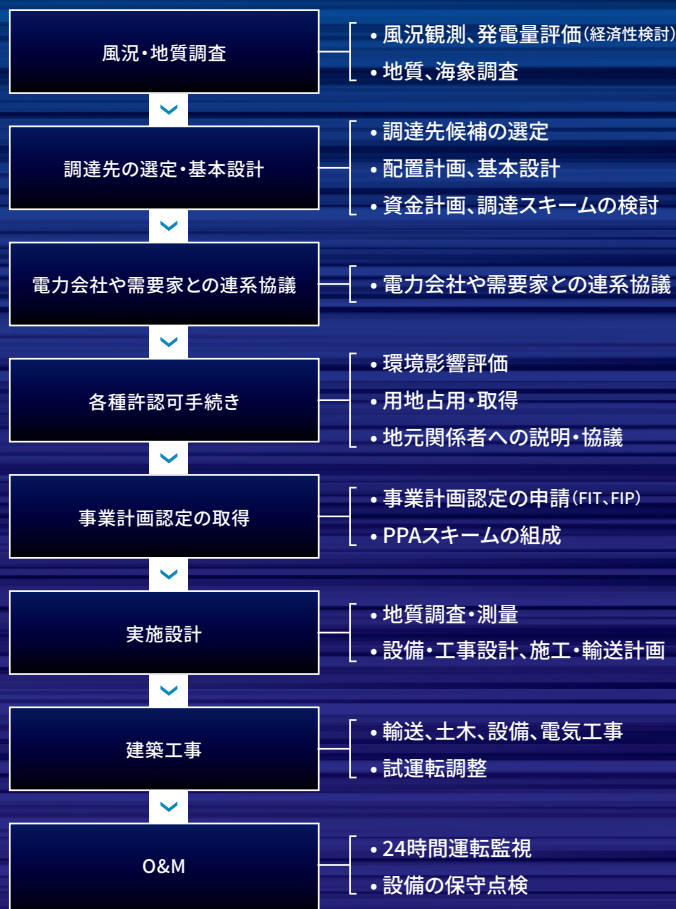 風況・地質調査
• 風況観測、発電量評価(経済性検討)
• 地質、海象調査
調達先の選定・基本設計
• 調達先候補の選定
• 配置計画、基本設計
• 資金計画、調達スキームの検討
電力会社や需要家との連系協議
• 電力会社や需要家との連系協議
各種許認可手続き
• 環境影響評価
• 用地占用・取得
• 地元関係者への説明・協議
事業計画認定の取得
• 事業計画認定の申請(FIT、FIP)
• PPAスキームの組成
実施設計
• 地質調査・測量
• 設備・工事設計、施工・輸送計画
建築工事
• 輸送、土木、設備、電気工事
• 試運転調整
O&M
• 24時間運転監視
• 設備の保守点検